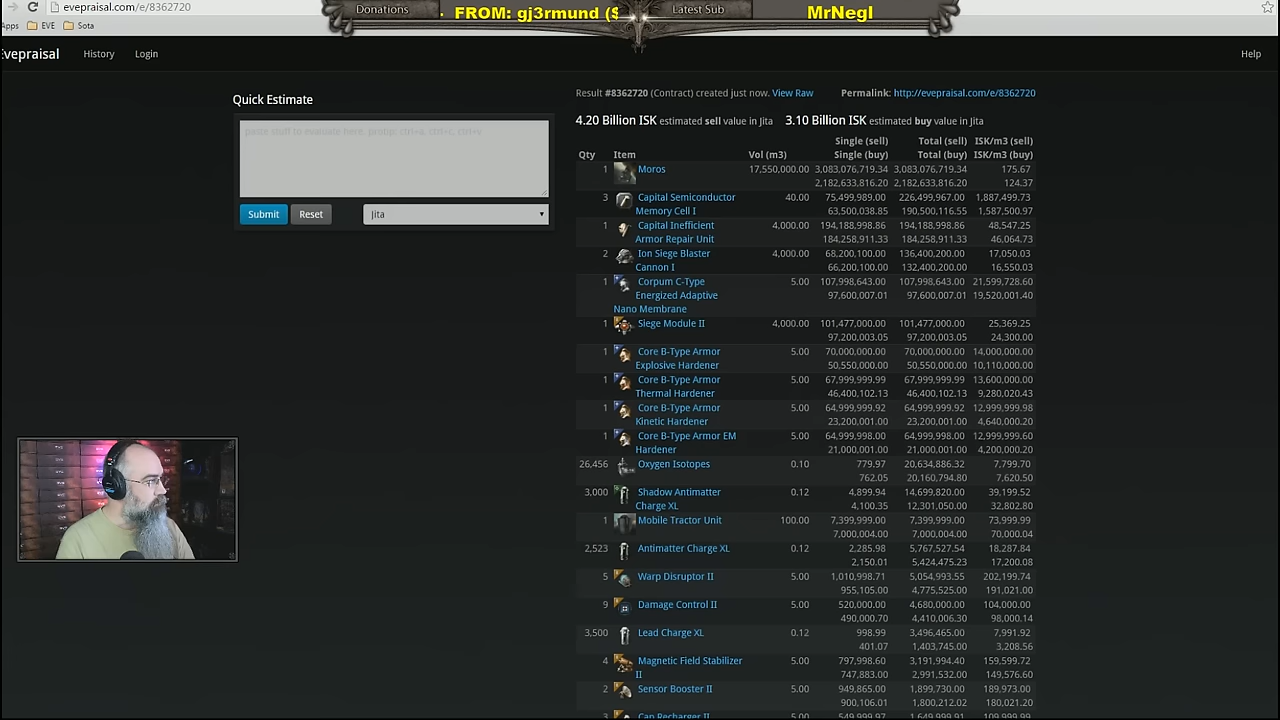 evepraisal.com/e/8362720
Donations
FROM: gj3rmund ($
Latest Sub
MrNegl
Apps
EVE
Sota
Evepraisal
History
Login
Help
Quick Estimate
Submit
Reset
Jita
Result #8362720 (Contract) created just now. View Raw
Permalink: http://evepraisal.com/e/8362720
4.20 Billion ISK estimated sell value in Jita 3.10 Billion ISK estimated buy value in Jita
Single (sell) Total (sell) ISK/m3 (sell)
Qty Item Vol (m3) Single (buy) Total (buy) ISK/m3 (buy)
1 Moros 17,550,000.00 3,083,076,719.34 3,083,076,719.34 175.67
2,182,633,816.20 2,182,633,816.20 124.37
3 Capital Semiconductor 40.00 75,499,989.00 226,499,967.00 1,887,499.73
Memory Cell I 63,500,038.85 190,500,116.55 1,587,500.97
1 Capital Inefficient 4,000.00 194,188,998.86 194,188,998.86 48,547.25
Armor Repair Unit 184,258,911.33 184,258,911.33 46,064.73
2 Ion Siege Blaster 4,000.00 68,200,100.00 136,400,200.00 17,050.03
Cannon I 66,200,100.00 132,400,200.00 16,550.03
1 Corpum C-Type 5.00 107,998,643.00 107,998,643.00 21,599,728.60
Energized Adaptive 97,600,007.01 97,600,007.01 19,520,001.40
Nano Membrane
1 Siege Module II 4,000.00 101,477,000.00 101,477,000.00 25,369.25
97,200,003.05 97,200,003.05 24,300.00
1 Core B-Type Armor 5.00 70,000,000.00 70,000,000.00 14,000,000.00
Explosive Hardener 50,550,000.00 50,550,000.00 10,110,000.00
1 Core B-Type Armor 5.00 67,999,999.99 67,999,999.99 13,600,000.00
Thermal Hardener 46,400,102.13 46,400,102.13 9,280,020.43
1 Core B-Type Armor 5.00 64,999,999.92 64,999,999.92 12,999,999.98
Kinetic Hardener 23,200,001.00 23,200,001.00 4,640,000.20
1 Core B-Type Armor EM 5.00 64,999,998.00 64,999,998.00 12,999,999.60
Hardener 21,000,001.00 21,000,001.00 4,200,000.20
26,456 Oxygen Isotopes 0.10 779.97 20,634,886.32 7,799.70
762.05 20,160,794.80 7,620.50
3,000 Shadow Antimatter 0.12 4,899.94 14,699,820.00 39,199.52
Charge XL 4,100.35 12,301,050.00 32,802.80
1 Mobile Tractor Unit 100.00 7,399,999.00 7,399,999.00 73,999.99
7,000,004.00 7,000,004.00 70,000.04
2,523 Antimatter Charge XL 0.12 2,285.98 5,767,527.54 18,287.84
2,150.01 5,424,475.23 17,200.08
5 Warp Disruptor II 5.00 1,010,998.71 5,054,993.55 202,199.74
955,105.00 4,775,525.00 191,021.00
9 Damage Control II 5.00 520,000.00 4,680,000.00 104,000.00
490,000.70 4,410,006.30 98,000.14
3,500 Lead Charge XL 0.12 998.99 3,496,465.00 7,991.92
401.07 1,403,745.00 3,208.56
4 Magnetic Field Stabilizer 5.00 797,998.60 3,191,994.40 159,599.72
II 747,883.00 2,991,532.00 149,576.60
2 Sensor Booster II 5.00 949,865.00 1,899,730.00 189,973.00
900,106.01 1,800,212.02 180,021.20
3 Cap Recharger II 5.00 549,999.97 1,649,999.91 109,999.99